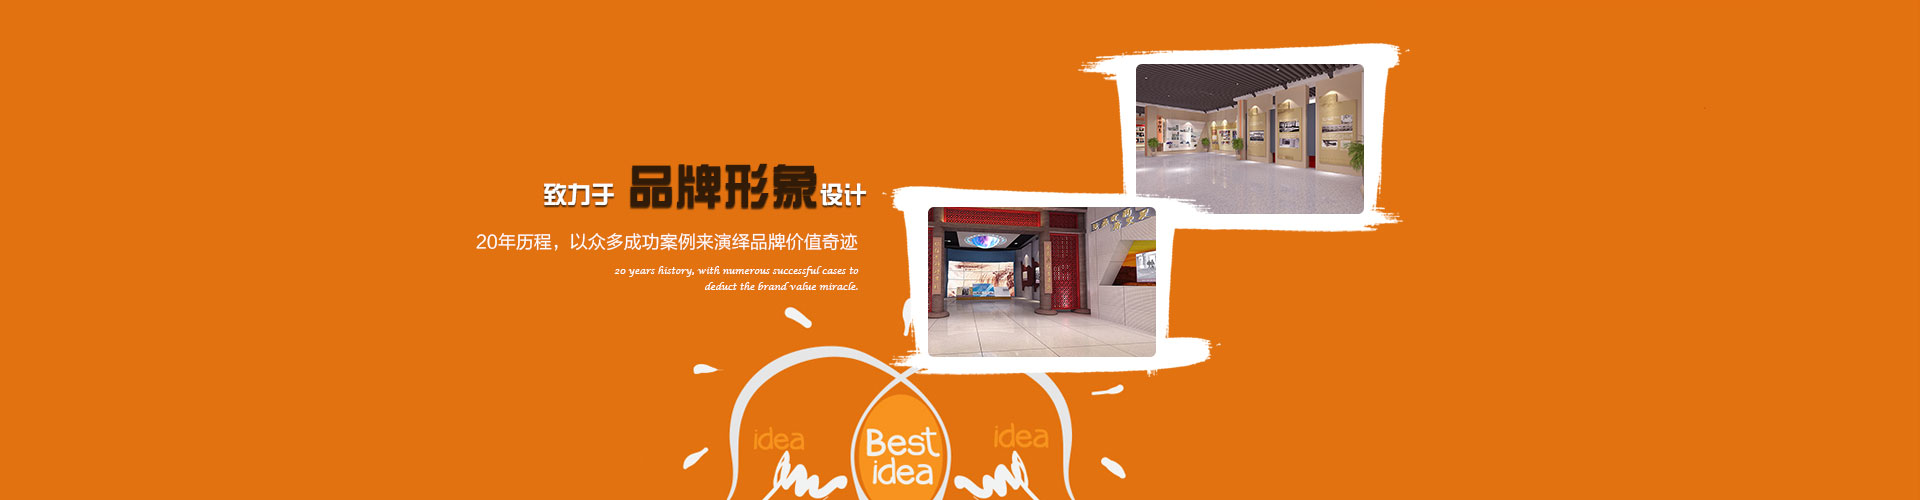 致力于 品牌形象设计
20年历程，以众多成功案例来演绎品牌价值奇迹
20 years history, with numerous successful cases to
deduct the brand value miracle.
idea
Best
idea
idea